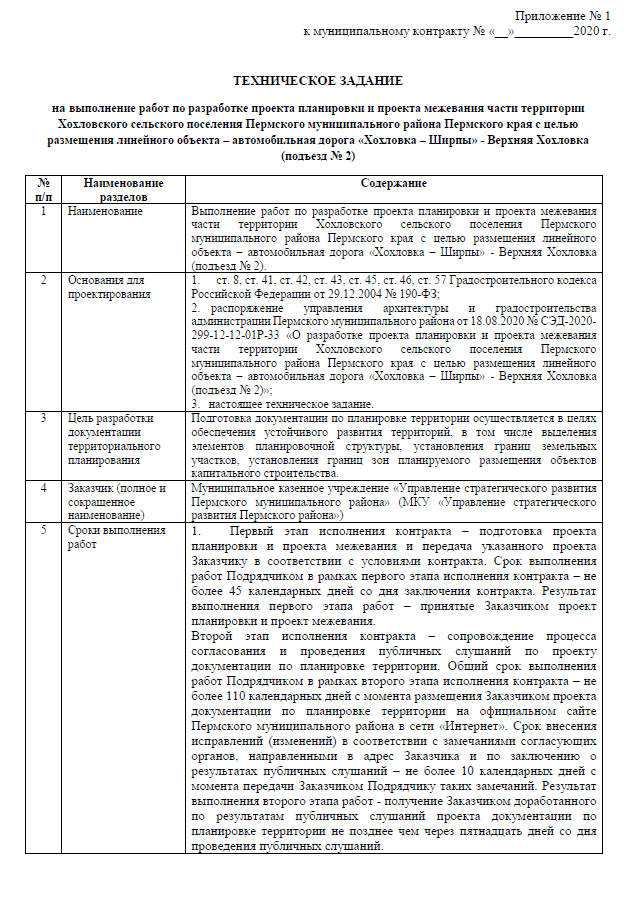 Приложение № 1
к муниципальному контракту № «__»_________2020 г.
ТЕХНИЧЕСКОЕ ЗАДАНИЕ
на выполнение работ по разработке проекта планировки и проекта межевания части территории
Хохловского сельского поселения Пермского муниципального района Пермского края с целью
размещения линейного объекта – автомобильная дорога «Хохловка – Ширпы» - Верхняя Хохловка
(подъезд № 2)
№ п/п
Наименование разделов
Содержание
1
Наименование
Выполнение работ по разработке проекта планировки и проекта межевания
части территории Хохловского сельского поселения Пермского
муниципального района Пермского края с целью размещения линейного
объекта – автомобильная дорога «Хохловка – Ширпы» - Верхняя Хохловка
(подъезд № 2).
2
Основания для
проектирования
1. ст. 8, ст. 41, ст. 42, ст. 43, ст. 45, ст. 46, ст. 57 Градостроительного кодекса
Российской Федерации от 29.12.2004 № 190-ФЗ;
2. распоряжение управления архитектуры и градостроительства
администрации Пермского муниципального района от 18.08.2020 № СЭД-2020-
299-12-12-01Р-33 «О разработке проекта планировки и проекта межевания
части территории Хохловского сельского поселения Пермского
муниципального района Пермского края с целью размещения линейного
объекта – автомобильная дорога «Хохловка – Ширпы» - Верхняя Хохловка
(подъезд № 2)»;
3. настоящее техническое задание.
3
Цель разработки
документации
территориального
планирования
Подготовка документации по планировке территории осуществляется в целях
обеспечения устойчивого развития территорий, в том числе выделения
элементов планировочной структуры, установления границ земельных
участков, установления границ зон планируемого размещения объектов
капитального строительства.
4
Заказчик (полное и
сокращенное
наименование)
Муниципальное казенное учреждение «Управление стратегического развития
Пермского муниципального района» (МКУ «Управление стратегического
развития Пермского района»)
5
Сроки выполнения
работ
1. Первый этап исполнения контракта – подготовка проекта
планировки и проекта межевания и передача указанного проекта
Заказчику в соответствии с условиями контракта. Срок выполнения
работ Подрядчиком в рамках первого этапа исполнения контракта – не
более 45 календарных дней со дня заключения контракта. Результат
выполнения первого этапа работ – принятые Заказчиком проект
планировки и проект межевания.
Второй этап исполнения контракта – сопровождение процесса
согласования и проведения публичных слушаний по проекту
документации по планировке территории. Общий срок выполнения
работ Подрядчиком в рамках второго этапа исполнения контракта – не
более 110 календарных дней с момента размещения Заказчиком проекта
документации по планировке территории на официальном сайте
Пермского муниципального района в сети «Интернет». Срок внесения
исправлений (изменений) в соответствии с замечаниями согласующих
органов, направленными в адрес Заказчика и по заключению о
результатах публичных слушаний – не более 10 календарных дней с
момента передачи Заказчиком Подрядчику таких замечаний. Результат
выполнения второго этапа работ - получение Заказчиком доработанного
по результатам публичных слушаний проекта документации по
планировке территории не позднее чем через пятнадцать дней со дня
проведения публичных слушаний.